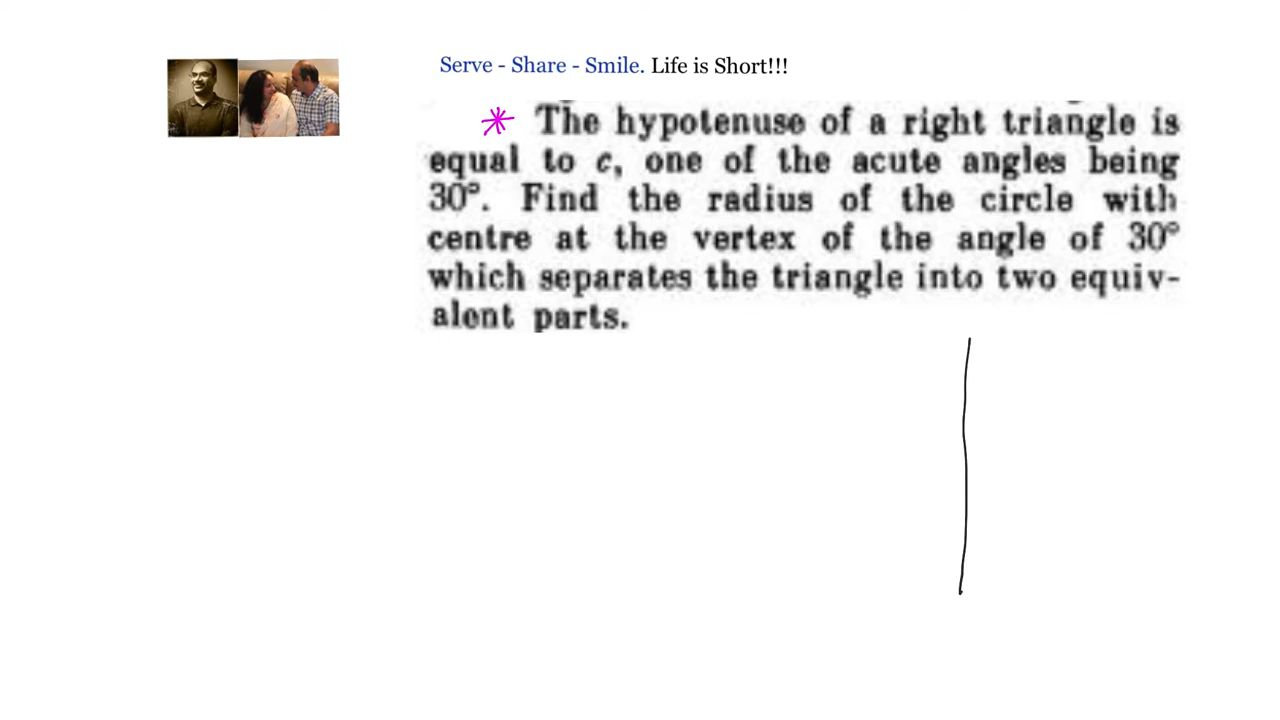 Serve - Share - Smile. Life is Short!!!
* The hypotenuse of a right triangle is
equal to c, one of the acute angles being
30°. Find the radius of the circle with
centre at the vertex of the angle of 30°
which separates the triangle into two equiv-
alent parts.